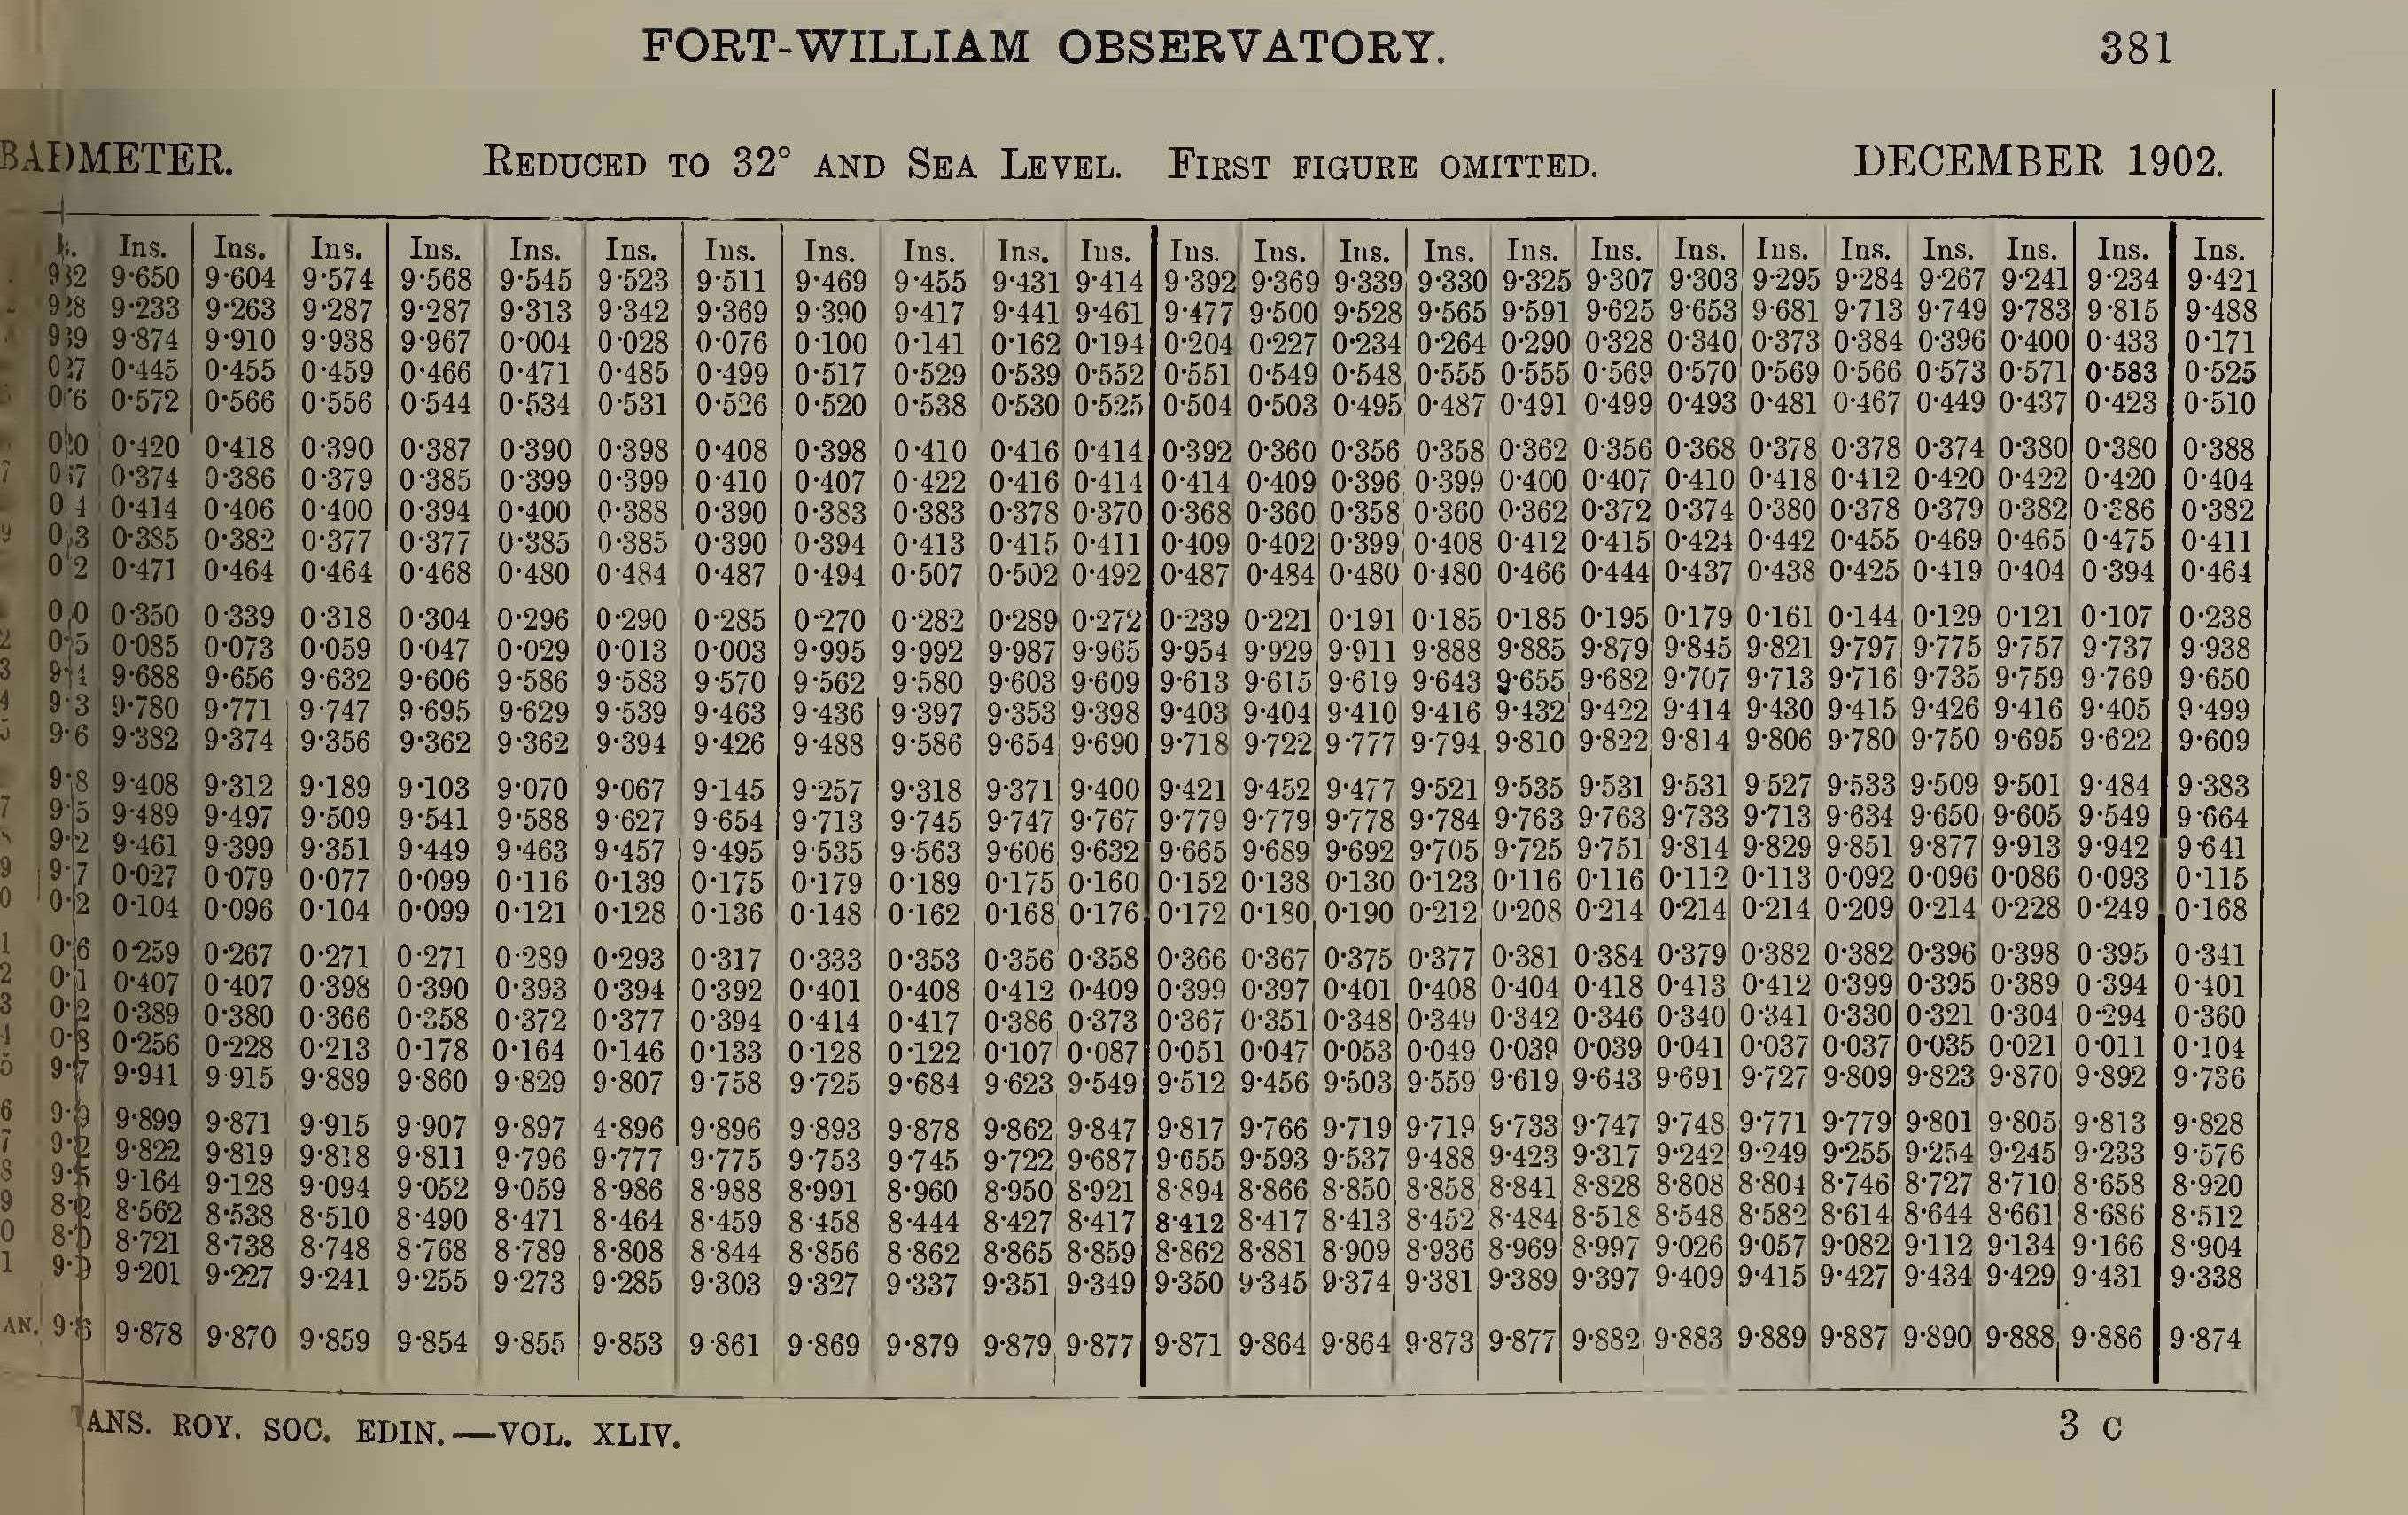 FORT-WILLIAM OBSERVATORY. 381
METER. REDUCED TO 32° AND SEA LEVEL. FIRST FIGURE OMITTED. DECEMBER 1902.
Ins. Ins. Ins. Ins. Ins. Ins. Ins. Ins. Ins. Ins. Ins. Ins. Ins. Ins. Ins. Ins. Ins. Ins. Ins. Ins. Ins. Ins. Ins. Ins.
9·650 9·604 9·574 9·568 9·545 9·523 9·511 9·469 9·455 9·431 9·414 9·392 9·369 9·339 9·330 9·325 9·307 9·303 9·295 9·284 9·267 9·241 9·234 9·421
9·233 9·263 9·287 9·287 9·313 9·342 9·369 9·390 9·417 9·441 9·461 9·477 9·500 9·528 9·565 9·591 9·625 9·653 9·681 9·713 9·749 9·783 9·815 9·488
9·874 9·910 9·938 9·967 0·004 0·028 0·076 0·100 0·141 0·162 0·194 0·204 0·227 0·234 0·264 0·290 0·328 0·340 0·373 0·384 0·396 0·400 0·433 0·171
0·445 0·455 0·459 0·466 0·471 0·485 0·499 0·517 0·529 0·539 0·552 0·551 0·549 0·548 0·555 0·555 0·569 0·570 0·569 0·566 0·573 0·571 0·583 0·525
0·572 0·566 0·556 0·544 0·534 0·531 0·526 0·520 0·538 0·530 0·525 0·504 0·503 0·495 0·487 0·491 0·499 0·493 0·481 0·467 0·449 0·437 0·423 0·510
0·420 0·418 0·390 0·387 0·390 0·398 0·408 0·398 0·410 0·416 0·414 0·392 0·360 0·356 0·358 0·362 0·356 0·368 0·378 0·378 0·374 0·380 0·380 0·388
7 0·374 0·386 0·379 0·385 0·399 0·399 0·410 0·407 0·422 0·416 0·414 0·414 0·409 0·396 0·399 0·400 0·407 0·410 0·418 0·412 0·420 0·422 0·420 0·404
0·414 0·406 0·400 0·394 0·400 0·388 0·390 0·383 0·383 0·378 0·370 0·368 0·360 0·358 0·360 0·362 0·372 0·374 0·380 0·378 0·379 0·382 0·386 0·382
9 0·385 0·382 0·377 0·377 0·385 0·385 0·390 0·394 0·413 0·415 0·411 0·409 0·402 0·399 0·408 0·412 0·415 0·424 0·442 0·455 0·469 0·465 0·475 0·411
0·471 0·464 0·464 0·468 0·480 0·484 0·487 0·494 0·507 0·502 0·492 0·487 0·484 0·480 0·480 0·466 0·444 0·437 0·438 0·425 0·419 0·404 0·394 0·464
0·350 0·339 0·318 0·304 0·296 0·290 0·285 0·270 0·282 0·289 0·272 0·239 0·221 0·191 0·185 0·185 0·195 0·179 0·161 0·144 0·129 0·121 0·107 0·238
2 0·085 0·073 0·059 0·047 0·029 0·013 0·003 9·995 9·992 9·987 9·965 9·954 9·929 9·911 9·888 9·885 9·879 9·845 9·821 9·797 9·775 9·757 9·737 9·938
3 9·688 9·656 9·632 9·606 9·586 9·583 9·570 9·562 9·580 9·603 9·609 9·613 9·615 9·619 9·643 9·655 9·682 9·707 9·713 9·716 9·735 9·759 9·769 9·650
4 9·780 9·771 9·747 9·695 9·629 9·539 9·463 9·436 9·397 9·353 9·398 9·403 9·404 9·410 9·416 9·432 9·422 9·414 9·430 9·415 9·426 9·416 9·405 9·499
9·382 9·374 9·356 9·362 9·362 9·394 9·426 9·488 9·586 9·654 9·690 9·718 9·722 9·777 9·794 9·810 9·822 9·814 9·806 9·780 9·750 9·695 9·622 9·609
9·408 9·312 9·189 9·103 9·070 9·067 9·145 9·257 9·318 9·371 9·400 9·421 9·452 9·477 9·521 9·535 9·531 9·531 9·527 9·533 9·509 9·501 9·484 9·383
7 9·489 9·497 9·509 9·541 9·588 9·627 9·654 9·713 9·745 9·747 9·767 9·779 9·779 9·778 9·784 9·763 9·763 9·733 9·713 9·634 9·650 9·605 9·549 9·664
9·461 9·399 9·351 9·449 9·463 9·457 9·495 9·535 9·563 9·606 9·632 9·665 9·689 9·692 9·705 9·725 9·751 9·814 9·829 9·851 9·877 9·913 9·942 9·641
9 0·027 0·079 0·077 0·099 0·116 0·139 0·175 0·179 0·189 0·175 0·160 0·152 0·138 0·130 0·123 0·116 0·116 0·112 0·113 0·092 0·096 0·086 0·093 0·115
0 0·104 0·096 0·104 0·099 0·121 0·128 0·136 0·148 0·162 0·168 0·176 0·172 0·180 0·190 0·212 0·208 0·214 0·214 0·214 0·209 0·214 0·228 0·249 0·168
1 0·259 0·267 0·271 0·271 0·289 0·293 0·317 0·333 0·353 0·356 0·358 0·366 0·367 0·375 0·377 0·381 0·384 0·379 0·382 0·382 0·396 0·398 0·395 0·341
2 0·407 0·407 0·398 0·390 0·393 0·394 0·392 0·401 0·408 0·412 0·409 0·399 0·397 0·401 0·408 0·404 0·418 0·413 0·412 0·399 0·395 0·389 0·394 0·401
3 0·389 0·380 0·366 0·358 0·372 0·377 0·394 0·414 0·417 0·386 0·373 0·367 0·351 0·348 0·349 0·342 0·346 0·340 0·341 0·330 0·321 0·304 0·294 0·360
4 0·256 0·228 0·213 0·178 0·164 0·146 0·133 0·128 0·122 0·107 0·087 0·051 0·047 0·053 0·049 0·039 0·039 0·041 0·037 0·037 0·035 0·021 0·011 0·104
5 9·941 9·915 9·889 9·860 9·829 9·807 9·758 9·725 9·684 9·623 9·549 9·512 9·456 9·503 9·559 9·619 9·643 9·691 9·727 9·809 9·823 9·870 9·892 9·736
6 9·899 9·871 9·915 9·907 9·897 4·896 9·896 9·893 9·878 9·862 9·847 9·817 9·766 9·719 9·719 9·733 9·747 9·748 9·771 9·779 9·801 9·805 9·813 9·828
7 9·822 9·819 9·818 9·811 9·796 9·777 9·775 9·753 9·745 9·722 9·687 9·655 9·593 9·537 9·488 9·423 9·317 9·242 9·249 9·255 9·254 9·245 9·233 9·576
8 9·164 9·128 9·094 9·052 9·059 8·986 8·988 8·991 8·960 8·950 8·921 8·894 8·866 8·850 8·858 8·841 8·828 8·808 8·804 8·746 8·727 8·710 8·658 8·920
9 8·562 8·538 8·510 8·490 8·471 8·464 8·459 8·458 8·444 8·427 8·417 8·412 8·417 8·413 8·452 8·484 8·518 8·548 8·582 8·614 8·644 8·661 8·686 8·512
0 8·721 8·738 8·748 8·768 8·789 8·808 8·844 8·856 8·862 8·865 8·859 8·862 8·881 8·909 8·936 8·969 8·997 9·026 9·057 9·082 9·112 9·134 9·166 8·904
1 9·201 9·227 9·241 9·255 9·273 9·285 9·303 9·327 9·337 9·351 9·349 9·350 9·345 9·374 9·381 9·389 9·397 9·409 9·415 9·427 9·434 9·429 9·431 9·338
AN. 9·878 9·870 9·859 9·854 9·855 9·853 9·861 9·869 9·879 9·879 9·877 9·871 9·864 9·864 9·873 9·877 9·882 9·883 9·889 9·887 9·890 9·888 9·886 9·874
ANS. ROY. SOC. EDIN.—VOL. XLIV. 3 C